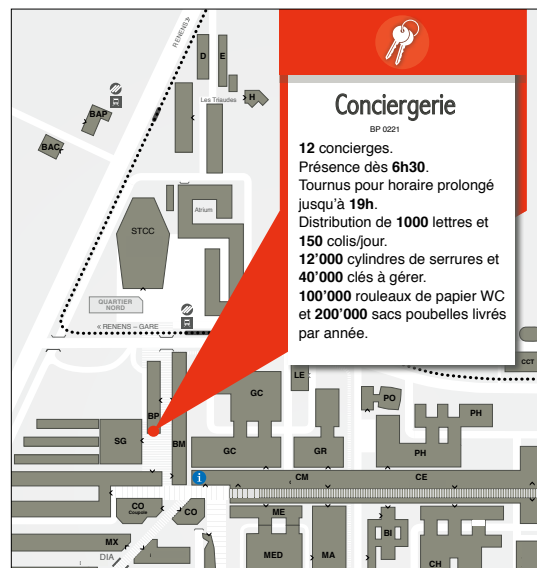 RENENS
D
E
Les Triaudes
H
BAP
BAC
Atrium
STCC
QUARTIER
NORD
< RENENS – GARE
Conciergerie
BP 0221
12 concierges.
Présence dès 6h30.
Tournus pour horaire prolongé
jusqu’à 19h.
Distribution de 1000 lettres et
150 colis/jour.
12’000 cylindres de serrures et
40’000 clés à gérer.
100’000 rouleaux de papier WC
et 200’000 sacs poubelles livrés
par année.
CCT
LE
GC
PO
BP
PH
SG
BM
GC
GR
PH
i
CM
CE
CO
Coupole
CO
ME
BI
MX
DIA
MED
MA
CH